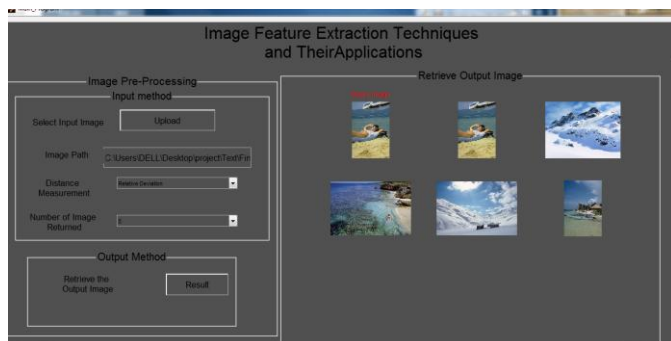 Image Feature Extraction Techniques
and TheirApplications
Image Pre-Processing
Input method
Select Input Image
Upload
Image Path
C:\Users\DELL\Desktop\project\Text\Fir
Distance
Measurement
Relative Deviation
Number of Image
Returned
5
Output Method
Retrieve the
Output Image
Result
Retrieve Output Image